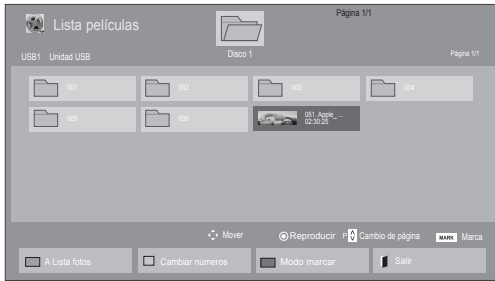 Página 1/1
Lista películas
Disco 1
USB1 Unidad USB
Página 1/1
001 002 003 004
005 006 051. Apple_ ...
02:30:25
Mover Reproducir P Cambio de página MARK Marca
A Lista fotos Cambiar números Modo marcar Salir